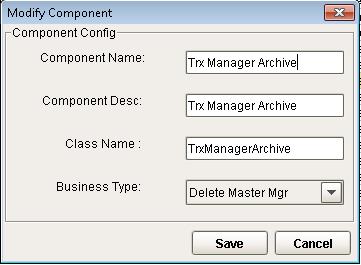 Modify Component
Component Config
Component Name: Trx Manager Archive
Component Desc: Trx Manager Archive
Class Name : TrxManagerArchive
Business Type: Delete Master Mgr
Save Cancel